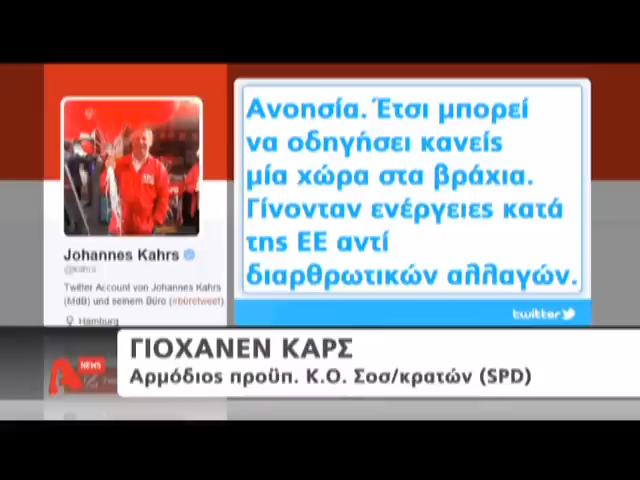 Ανοησία. Έτσι μπορεί
να οδηγήσει κανείς
μία χώρα στα βράχια.
Γίνονταν ενέργειες κατά
της ΕΕ αντί
διαρθρωτικών αλλαγών.
twitter
Johannes Kahrs
@kahrs
Twitter Account von Johannes Kahrs
(MdB) und seinem Büro (#büretweet)
Hamburg
NEWS
ΓΙΟΧΑΝΕΝ ΚΑΡΣ
Αρμόδιος προϋπ. Κ.Ο. Σοσ/κρατών (SPD)